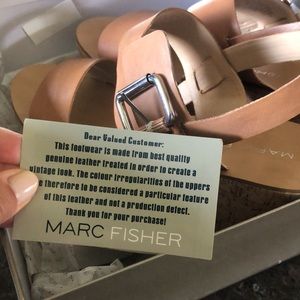 Dear Valued Customer:
This footwear is made from best quality
genuine leather treated in order to create a
vintage look. The colour irregularities of the uppers
therefore to be considered a particular feature
of this leather and not a production defect.
Thank you for your purchase!
MARC FISHER
MARC